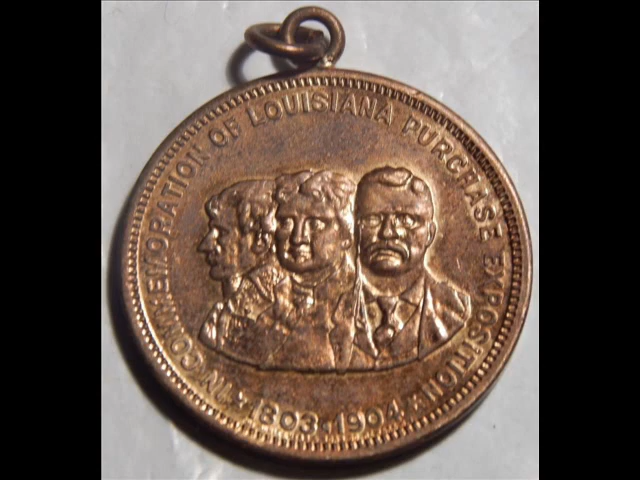 IN COMMEMORATION OF LOUISIANA PURCHASE EXPOSITION
★ 1803·1904 ★